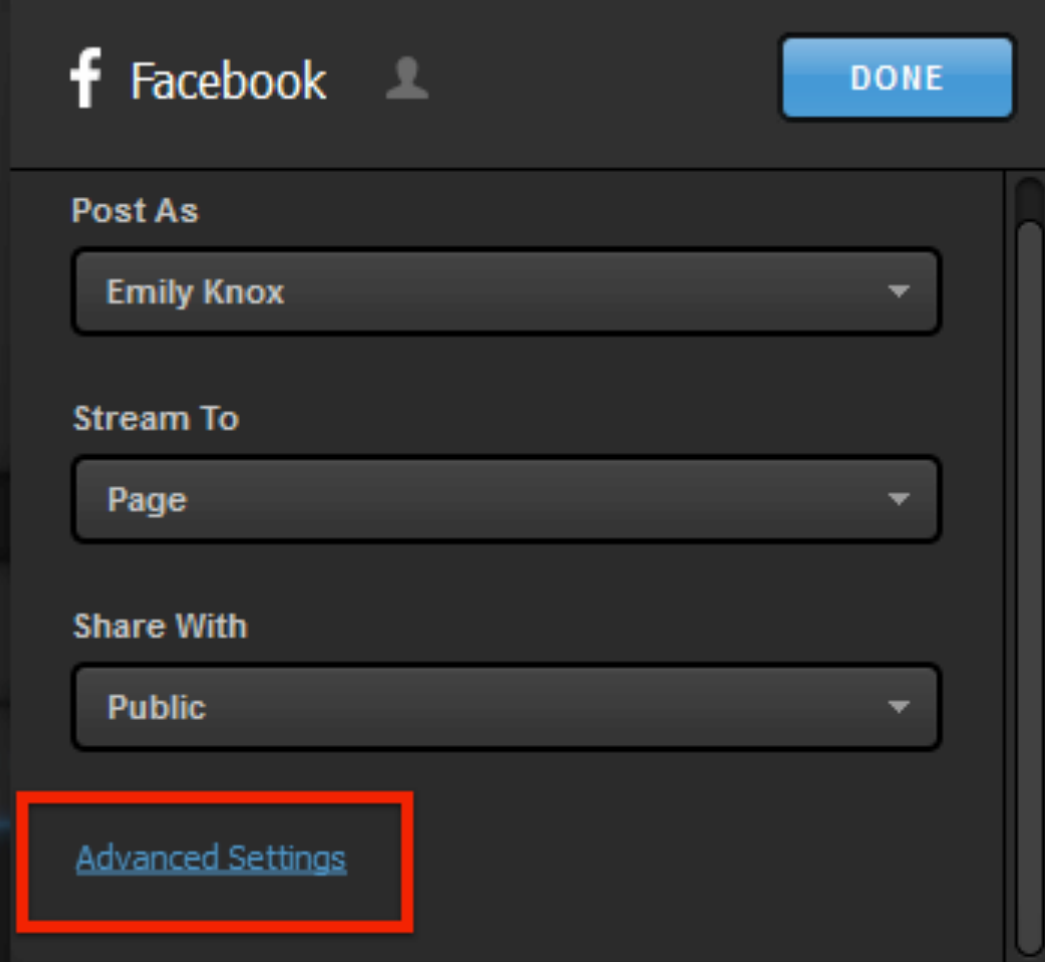 Facebook
DONE
Post As
Emily Knox
Stream To
Page
Share With
Public
Advanced Settings